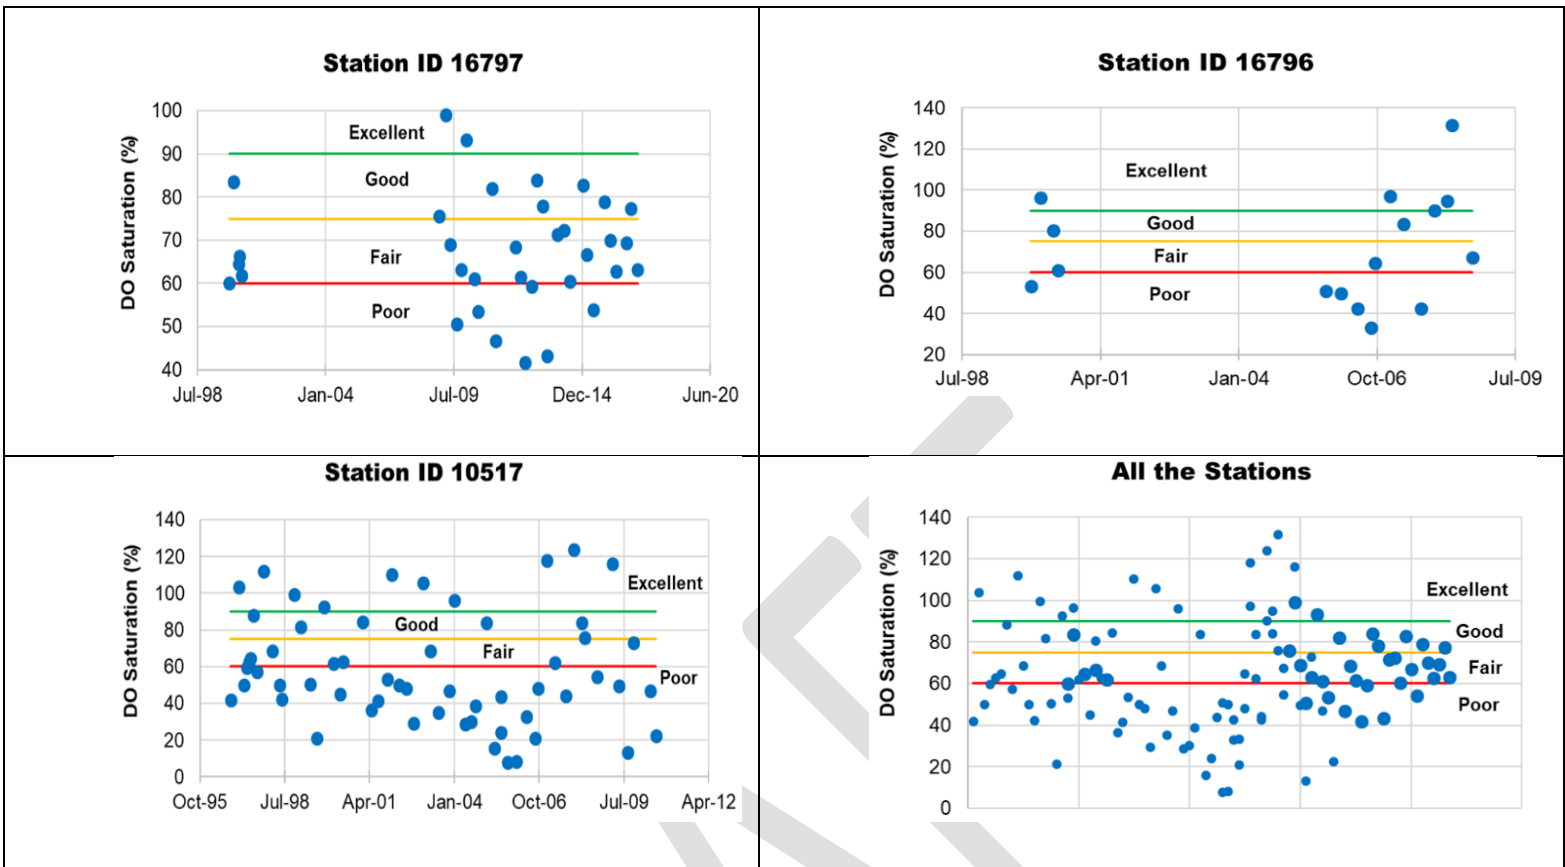 Station ID 16797
DO Saturation (%)
100
90
80
70
60
50
40
Excellent
Good
Fair
Poor
Jul-98 Jan-04 Jul-09 Dec-14 Jun-20
Station ID 16796
DO Saturation (%)
140
120
100
80
60
40
20
Excellent
Good
Fair
Poor
Jul-98 Apr-01 Jan-04 Oct-06 Jul-09
Station ID 10517
DO Saturation (%)
140
120
100
80
60
40
20
0
Excellent
Good
Fair
Poor
Oct-95 Jul-98 Apr-01 Jan-04 Oct-06 Jul-09 Apr-12
All the Stations
DO Saturation (%)
140
120
100
80
60
40
20
0
Excellent
Good
Fair
Poor